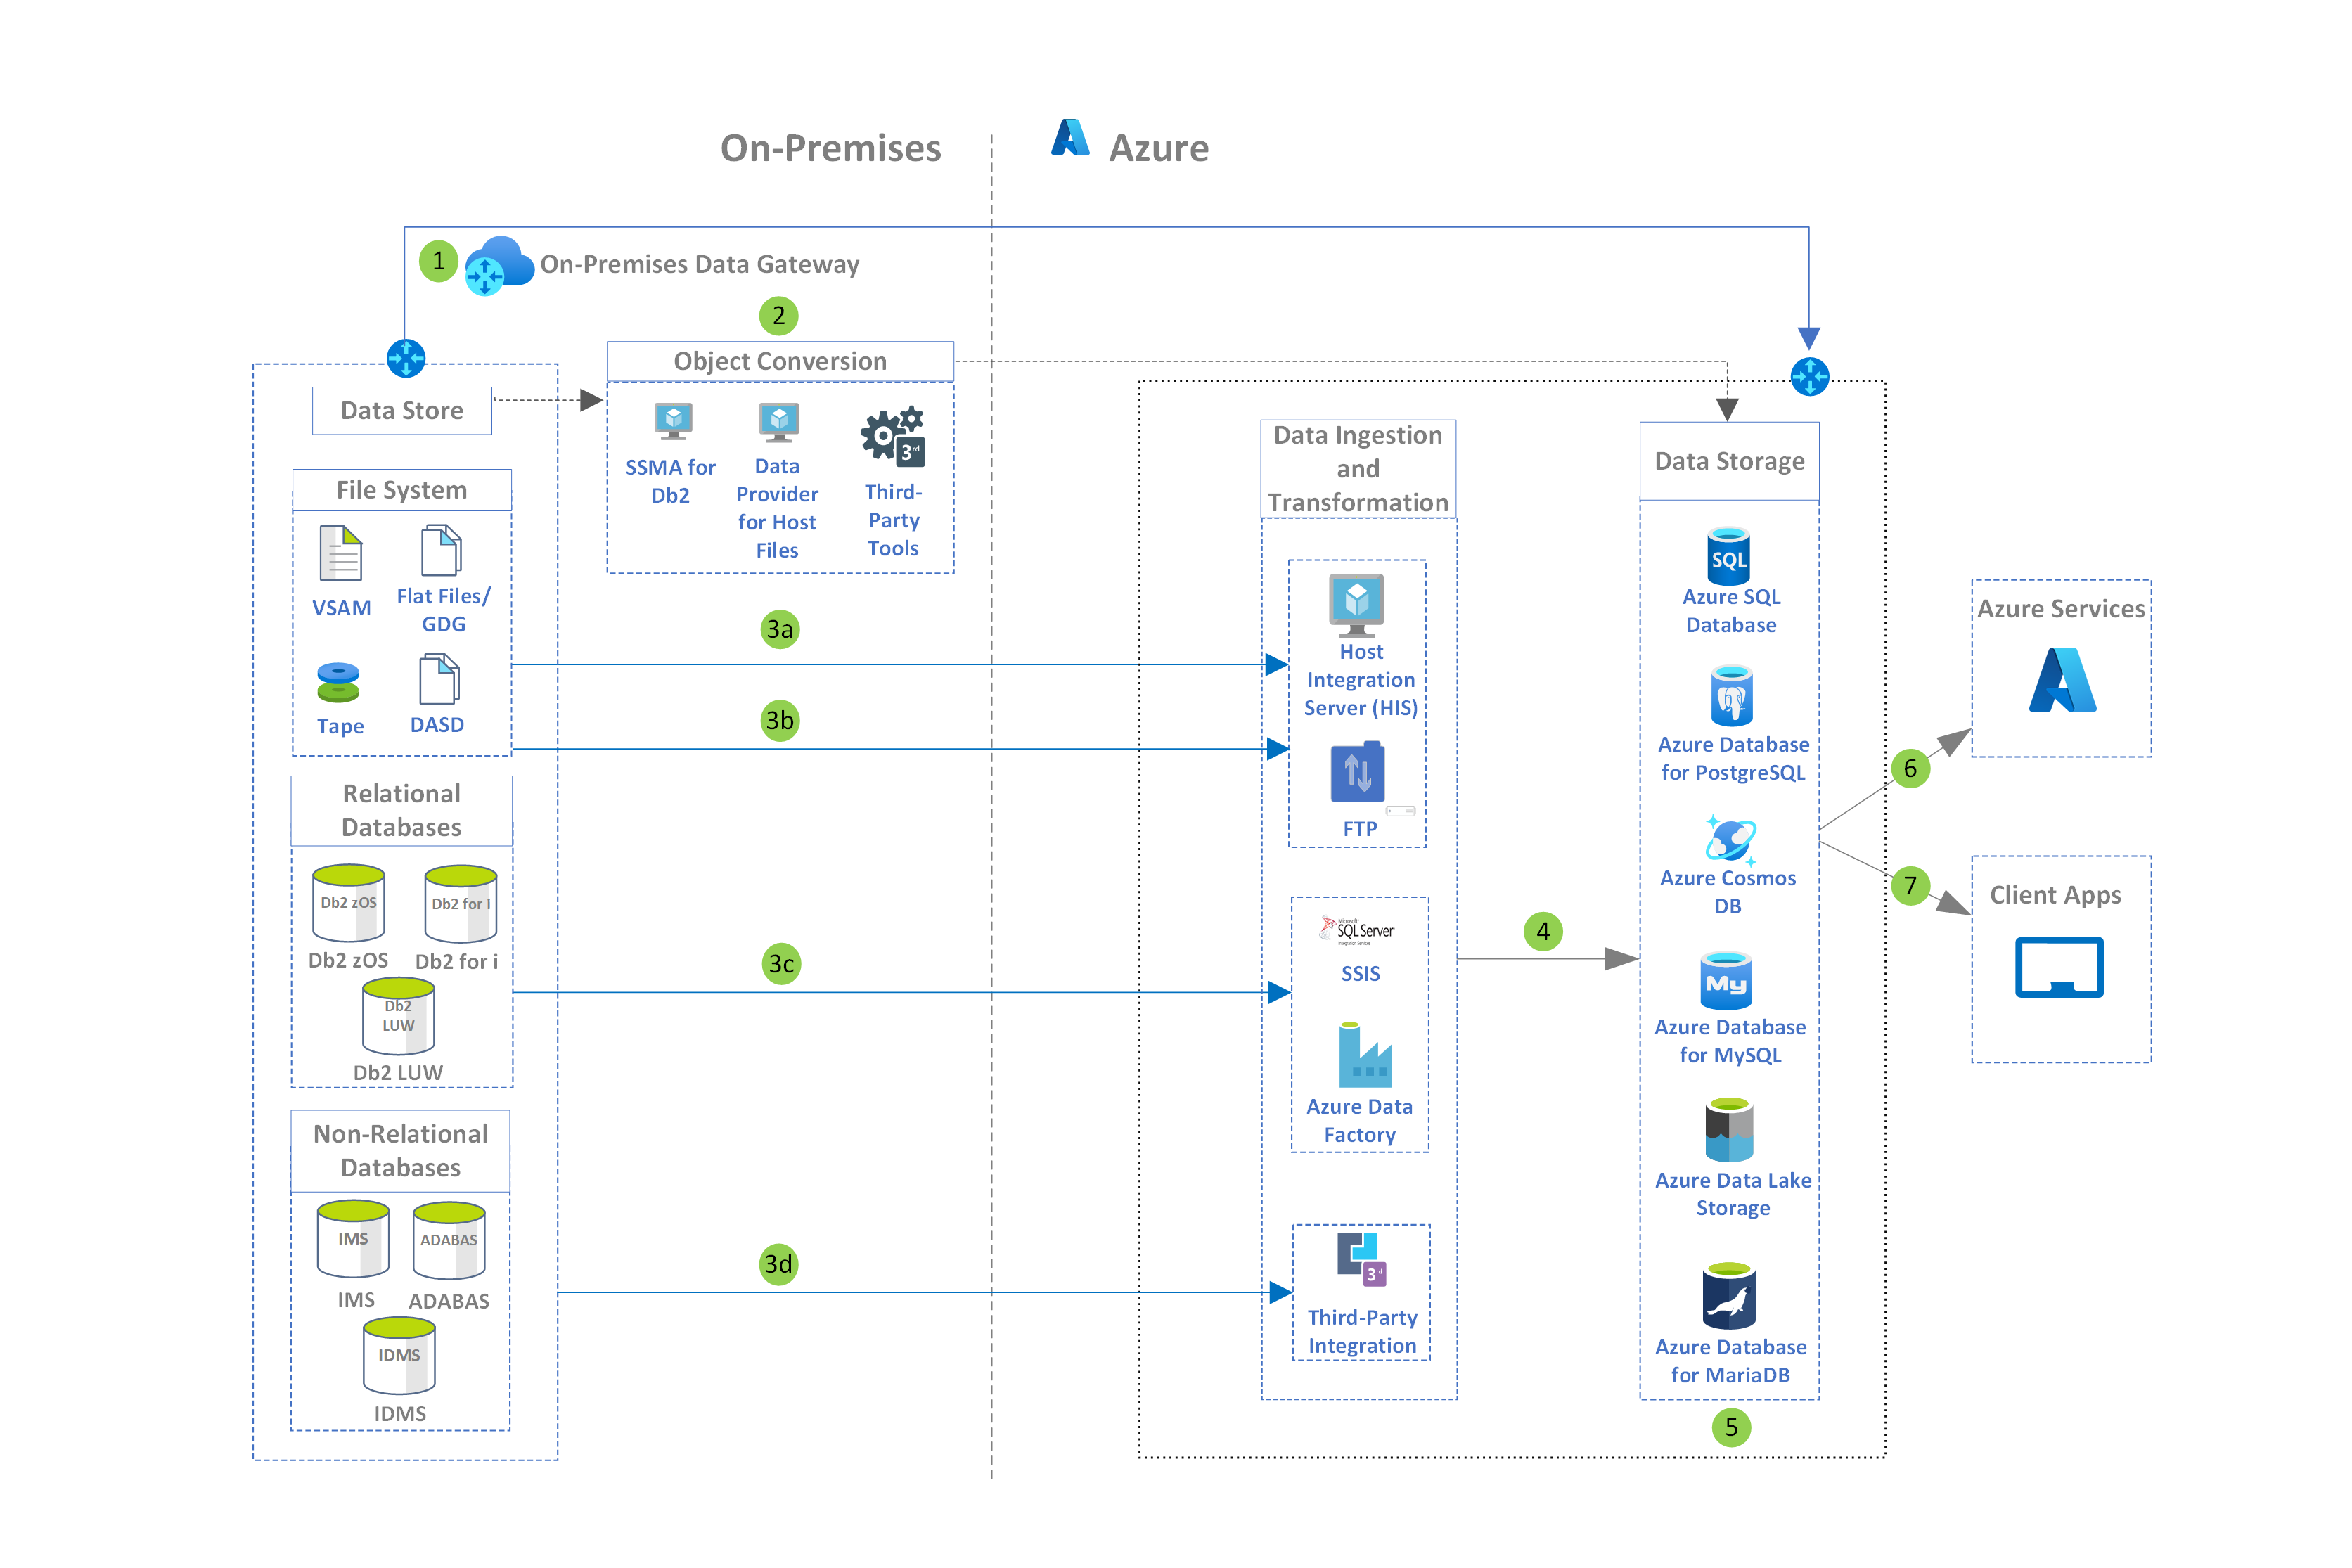 On-Premises
Azure
1
On-Premises Data Gateway
2
Object Conversion
SSMA for
Db2
Data
Provider
for Host
Files
3rd
Third-
Party
Tools
Data Store
File System
VSAM
Flat Files/
GDG
Tape
DASD
Relational
Databases
Db2 zOS
Db2 zOS
Db2 for i
Db2 for i
Db2
LUW
Db2 LUW
Non-Relational
Databases
IMS
IMS
ADABAS
ADABAS
IDMS
IDMS
3a
3b
3c
3d
Data Ingestion
and
Transformation
Host
Integration
Server (HIS)
FTP
Microsoft
SQL Server
Integration Services
SSIS
Azure Data
Factory
3rd
Third-Party
Integration
4
Data Storage
SQL
Azure SQL
Database
Azure Database
for PostgreSQL
Azure Cosmos
DB
My
Azure Database
for MySQL
Azure Data Lake
Storage
Azure Database
for MariaDB
5
6
Azure Services
7
Client Apps